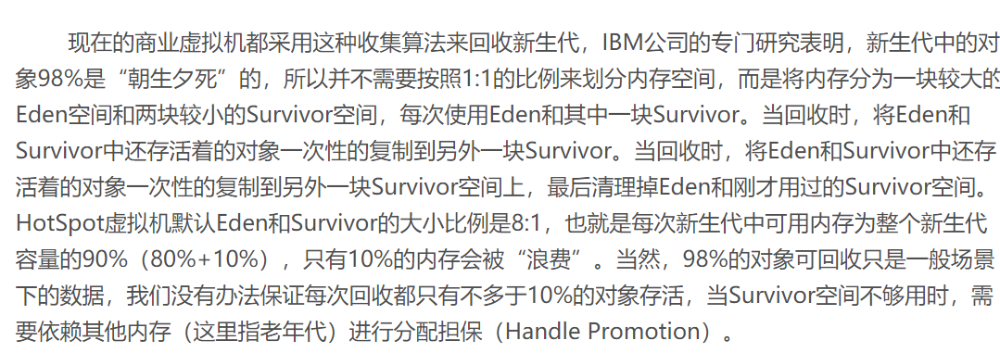 现在的商业虚拟机都采用这种收集算法来回收新生代，IBM公司的专门研究表明，新生代中的对
象98%是“朝生夕死”的，所以并不需要按照1:1的比例来划分内存空间，而是将内存分为一块较大的
Eden空间和两块较小的Survivor空间，每次使用Eden和其中一块Survivor。当回收时，将Eden和
Survivor中还存活着的对象一次性的复制到另外一块Survivor。当回收时，将Eden和Survivor中还存
活着的对象一次性的复制到另外一块Survivor空间上，最后清理掉Eden和刚才用过的Survivor空间。
HotSpot虚拟机默认Eden和Survivor的大小比例是8:1，也就是每次新生代中可用内存为整个新生代
容量的90%（80%+10%），只有10%的内存会被“浪费”。当然，98%的对象可回收只是一般场景
下的数据，我们没有办法保证每次回收都只有不多于10%的对象存活，当Survivor空间不够用时，需
要依赖其他内存（这里指老年代）进行分配担保（Handle Promotion）。